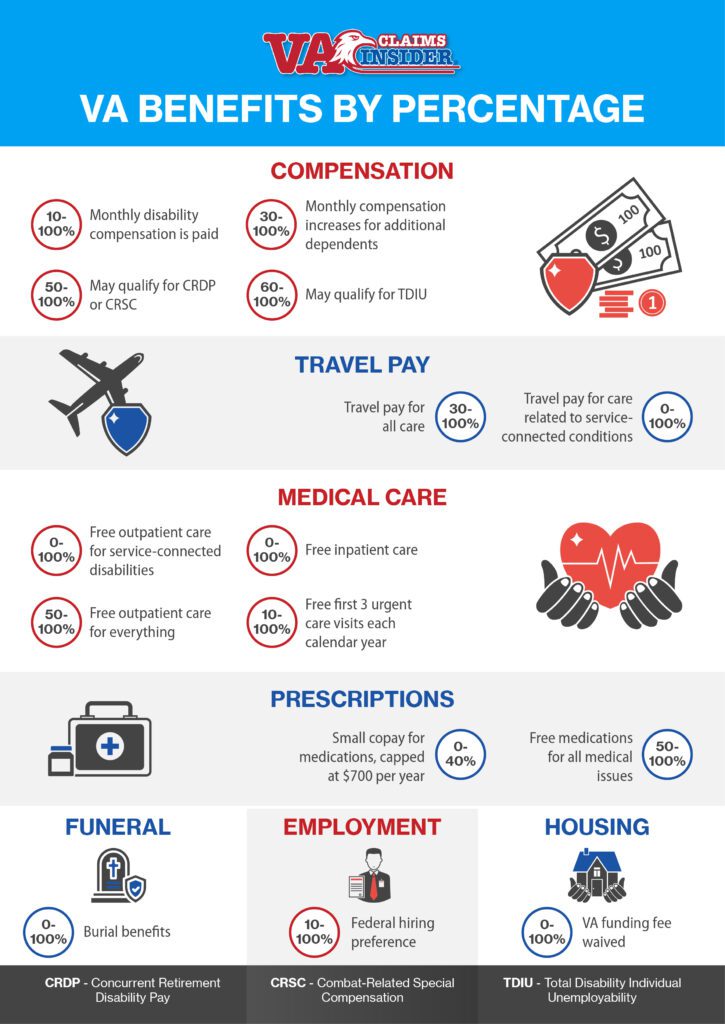 VA CLAIMS
INSIDER
VA BENEFITS BY PERCENTAGE
COMPENSATION
10-
100%
Monthly disability
compensation is paid
30-
100%
Monthly compensation
increases for additional
dependents
50-
100%
May qualify for CRDP
or CRSC
60-
100%
May qualify for TDIU
100
$
100
1
TRAVEL PAY
Travel pay for
all care
30-
100%
Travel pay for care
related to service-
connected conditions
0-
100%
MEDICAL CARE
0-
100%
Free outpatient care
for service-connected
disabilities
0-
100%
Free inpatient care
50-
100%
Free outpatient care
for everything
10-
100%
Free first 3 urgent
care visits each
calendar year
PRESCRIPTIONS
Small copay for
medications, capped
at $700 per year
0-
40%
Free medications
for all medical
issues
50-
100%
FUNERAL
0-
100%
Burial benefits
EMPLOYMENT
10-
100%
Federal hiring
preference
HOUSING
0-
100%
VA funding fee
waived
CRDP - Concurrent Retirement
Disability Pay
CRSC - Combat-Related Special
Compensation
TDIU - Total Disability Individual
Unemployability